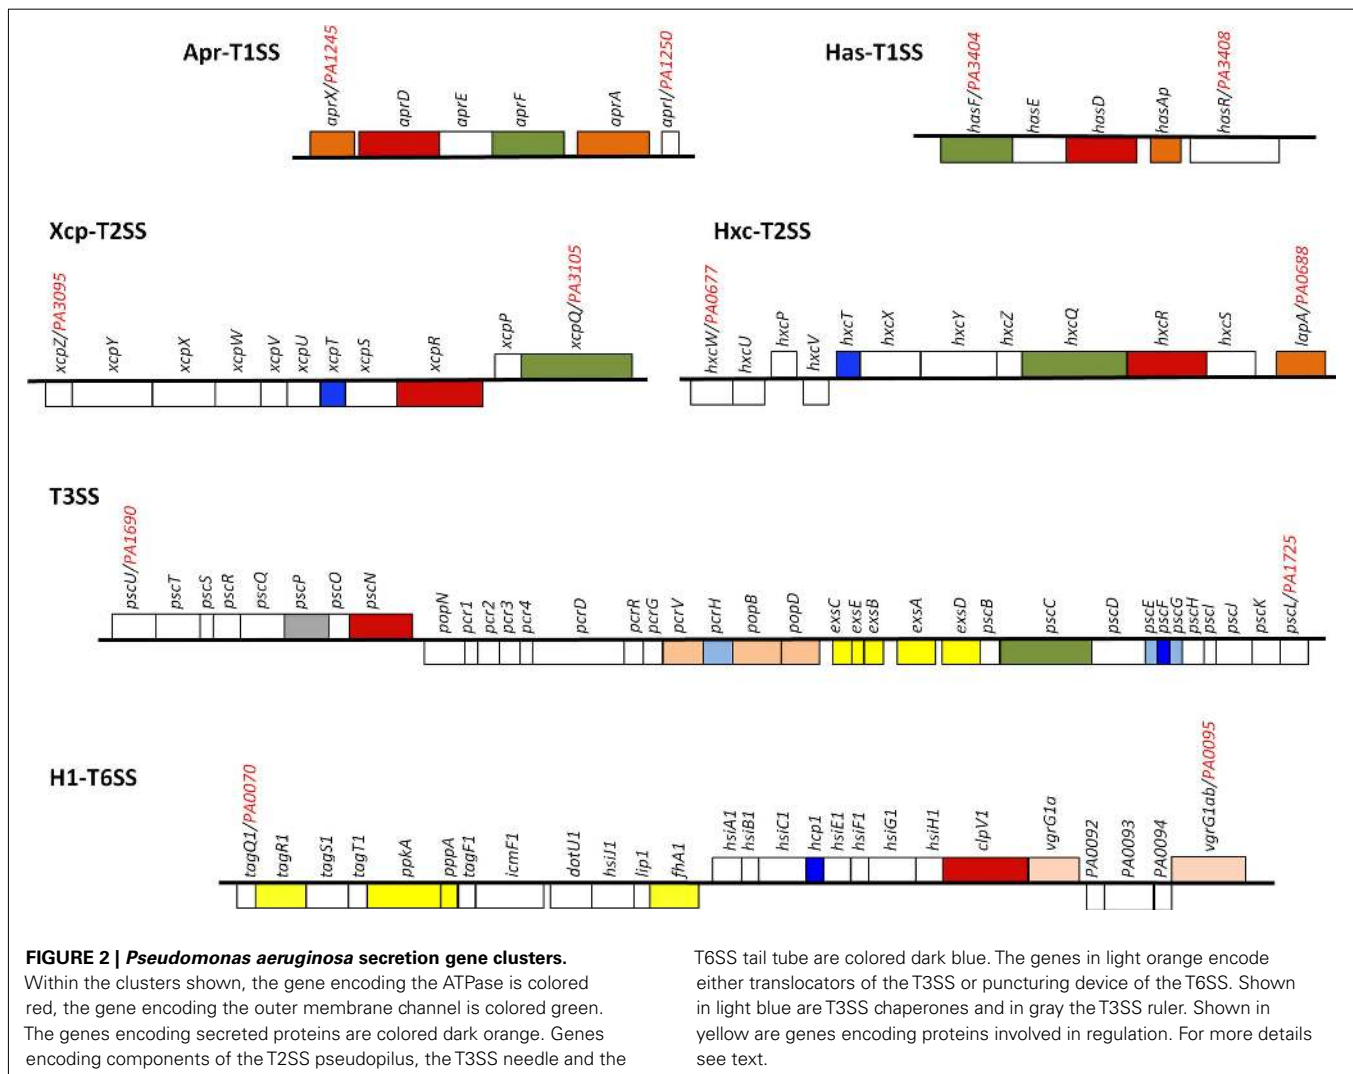 Apr-T1SS
aprX/PA1245
aprD
aprE
aprF
aprA
aprI/PA1250
Has-T1SS
hasF/PA3404
hasE
hasD
hasAp
hasR/PA3408
Xcp-T2SS
xcpZ/PA3095
xcpY
xcpX
xcpW
xcpV
xcpU
xcpT
xcpS
xcpR
xcpP
xcpQ/PA3105
Hxc-T2SS
hxcW/PA0677
hxcU
hxcP
hxcV
hxcT
hxcX
hxcY
hxcZ
hxcQ
hxcR
hxcS
lapA/PA0688
T3SS
pscU/PA1690
pscT
pscS
pscR
pscQ
pscP
pscO
pscN
popN
pcr1
pcr2
pcr3
pcr4
pcrD
pcrR
pcrG
pcrV
pcrH
popB
popD
exsC
exsE
exsB
exsA
exsD
pscB
pscC
pscD
pscE
pscF
pscG
pscH
pscI
pscJ
pscK
pscL/PA1725
H1-T6SS
tagQ1/PA0070
tagR1
tagS1
tagT1
ppkA
pppA
tagF1
icmF1
dotU1
hsiJ1
lip1
fhA1
hsiA1
hsiB1
hsiC1
hcp1
hsiE1
hsiF1
hsiG1
hsiH1
clpV1
vgrG1a
PA0092
PA0093
PA0094
vgrG1ab/PA0095
FIGURE 2 | Pseudomonas aeruginosa secretion gene clusters.
Within the clusters shown, the gene encoding the ATPase is colored
red, the gene encoding the outer membrane channel is colored green.
The genes encoding secreted proteins are colored dark orange. Genes
encoding components of the T2SS pseudopilus, the T3SS needle and the
T6SS tail tube are colored dark blue. The genes in light orange encode
either translocators of the T3SS or puncturing device of the T6SS. Shown
in light blue are T3SS chaperones and in gray the T3SS ruler. Shown in
yellow are genes encoding proteins involved in regulation. For more details
see text.